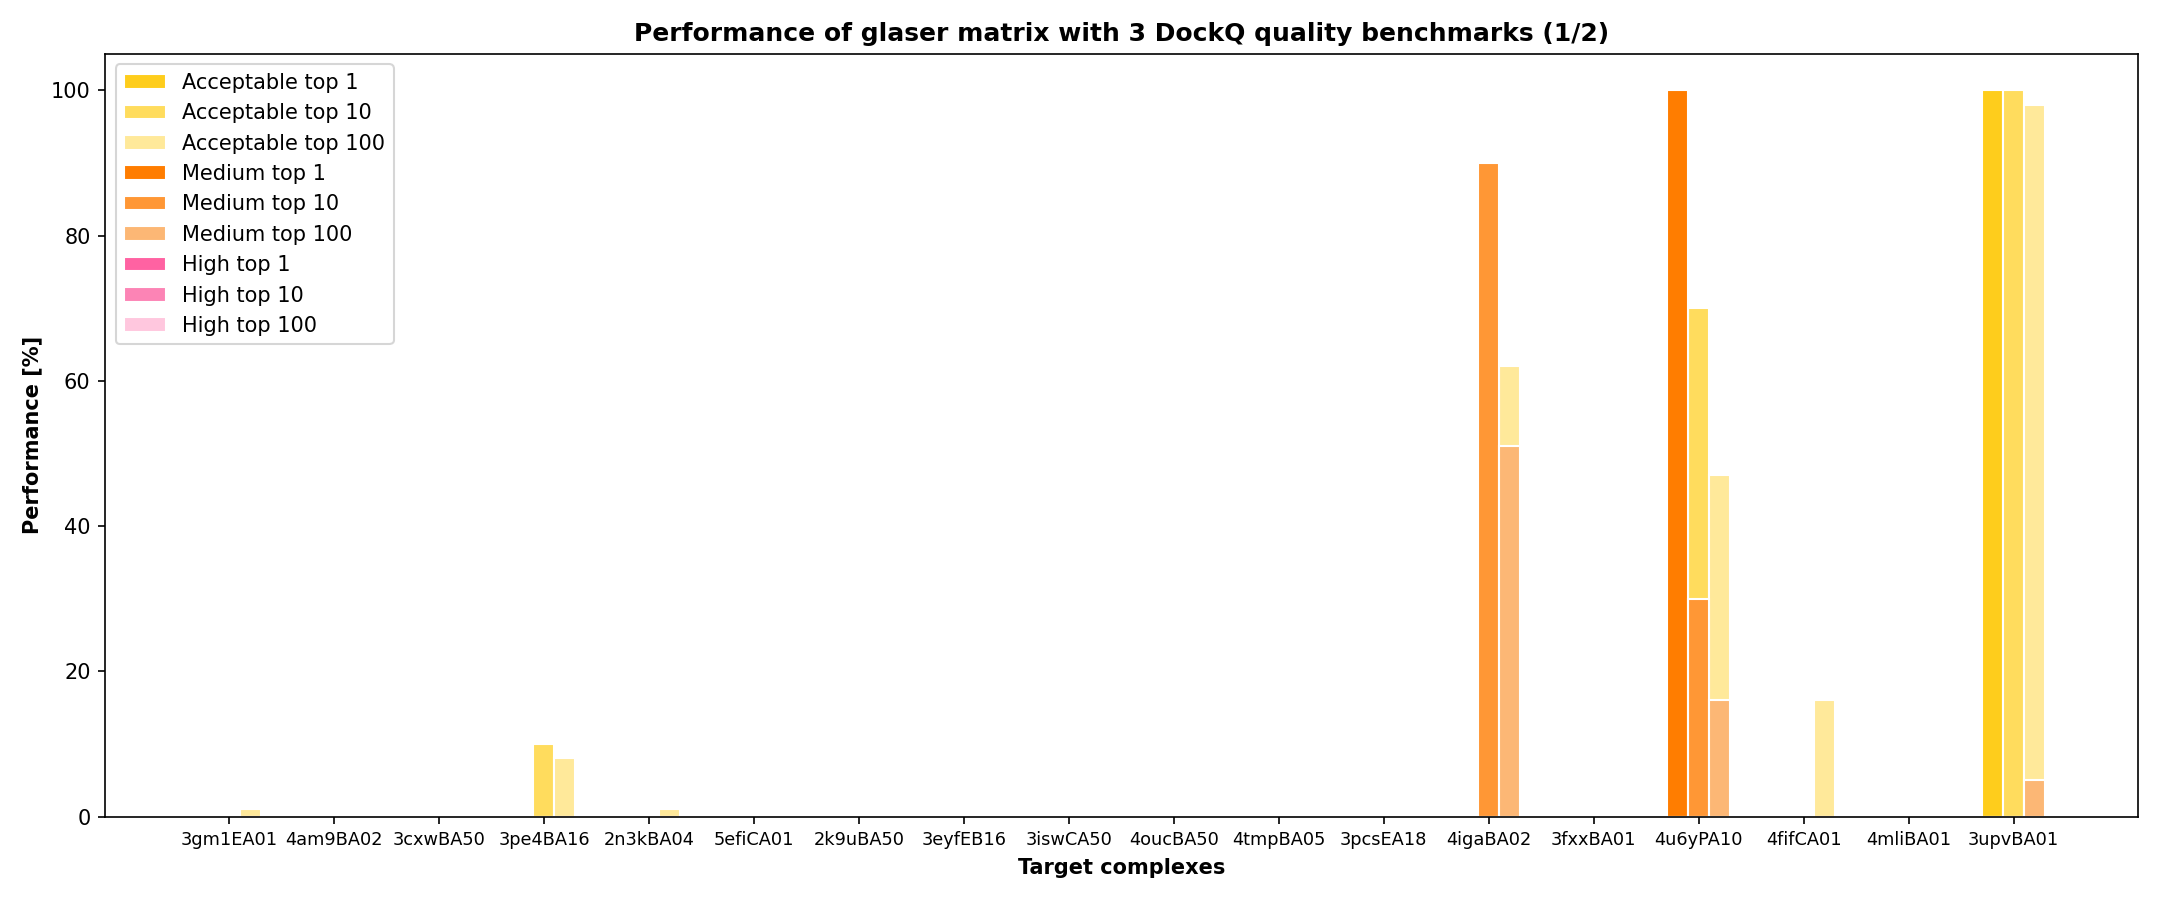 Performance of glaser matrix with 3 DockQ quality benchmarks (1/2)
Acceptable top 1
Acceptable top 10
Acceptable top 100
Medium top 1
Medium top 10
Medium top 100
High top 1
High top 10
High top 100
Performance [%]
100
80
60
40
20
0
3gm1EA01 4am9BA02 3cxwBA50 3pe4BA16 2n3kBA04 5efiCA01 2k9uBA50 3eyfEB16 3iswCA50 4oucBA50 4tmpBA05 3pcsEA18 4igaBA02 3fxxBA01 4u6yPA10 4fifCA01 4mliBA01 3upvBA01
Target complexes